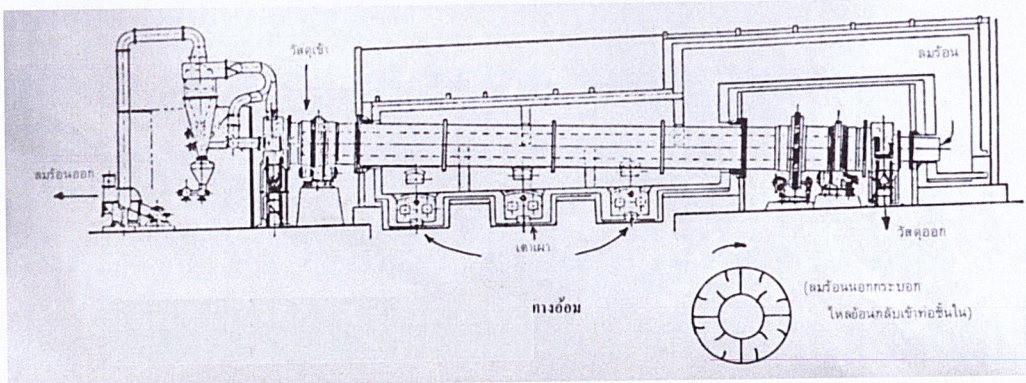 วัสดุเข้า
ลมร้อน
ลมร้อนออก
วัสดุออก
เตาเผา
ทางอ้อม
(ลมร้อนนอกกระบอก
ไหลย้อนกลับเข้าท่อชั้นใน)